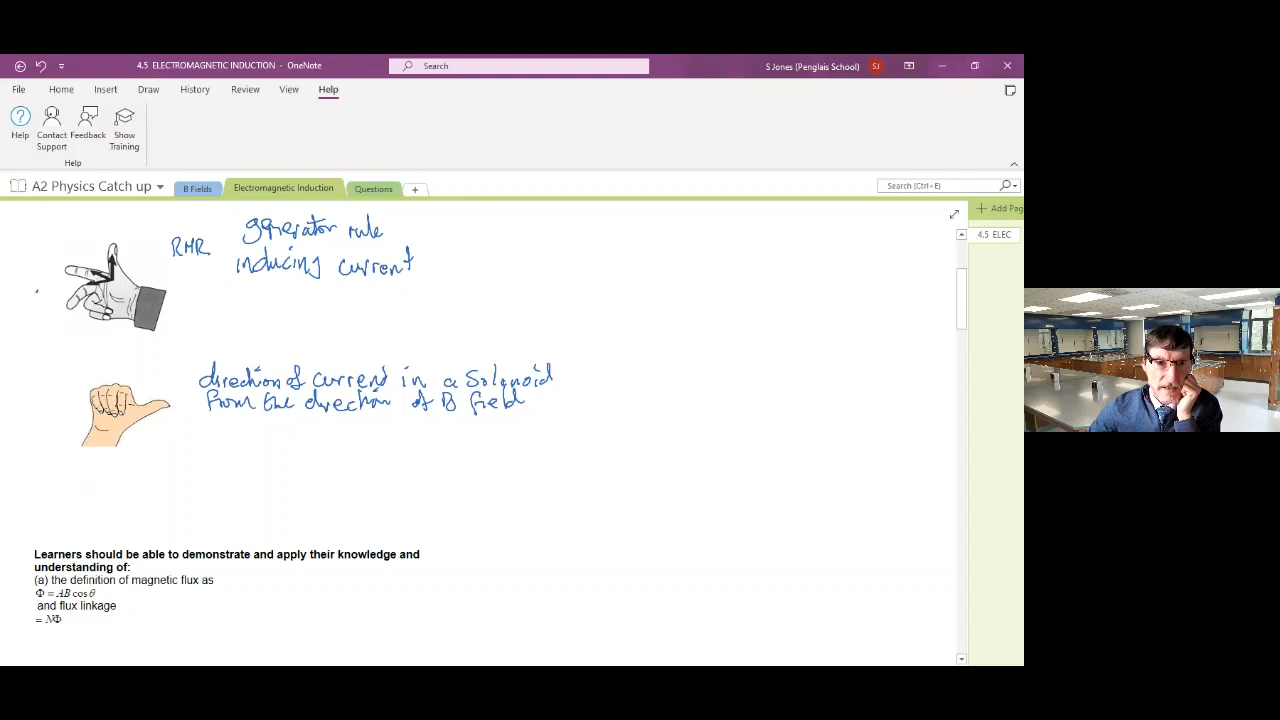 4.5 ELECTROMAGNETIC INDUCTION - OneNote
Search
S Jones (Penglais School)
SJ
File
Home
Insert
Draw
History
Review
View
Help
Help
Contact Support
Feedback
Show Training
Help
A2 Physics Catch up
B Fields
Electromagnetic Induction
Questions
+
Search (Ctrl+E)
+ Add Pag
4.5 ELEC
generator rule
RHR
inducing current
direction of current in a Solonoid
from the direction of B field
Learners should be able to demonstrate and apply their knowledge and
understanding of:
(a) the definition of magnetic flux as
Φ = AB cos θ
and flux linkage
= NΦ